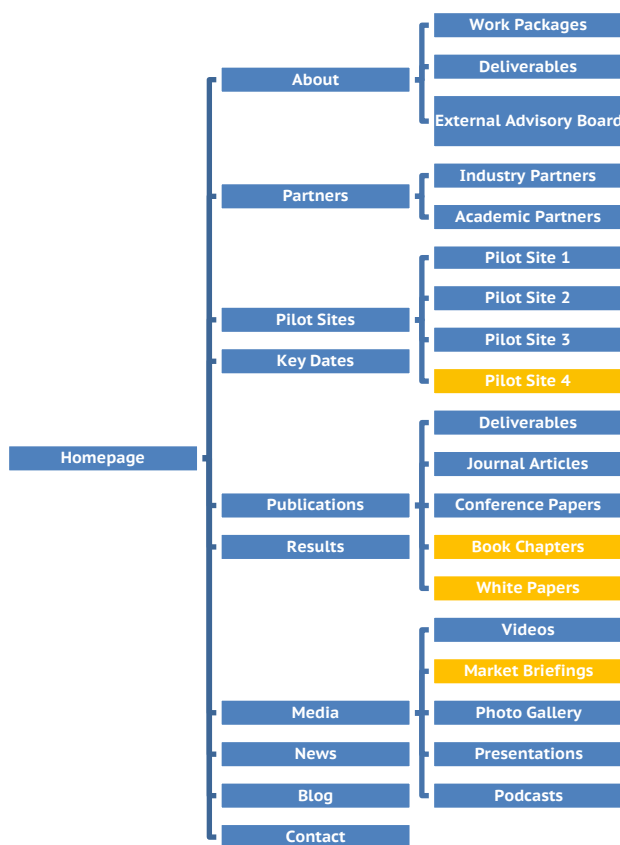 Homepage
About
Work Packages
Deliverables
External Advisory Board
Partners
Industry Partners
Academic Partners
Pilot Sites
Pilot Site 1
Pilot Site 2
Pilot Site 3
Pilot Site 4
Key Dates
Publications
Deliverables
Journal Articles
Conference Papers
Book Chapters
White Papers
Results
Media
Videos
Market Briefings
Photo Gallery
Presentations
Podcasts
News
Blog
Contact